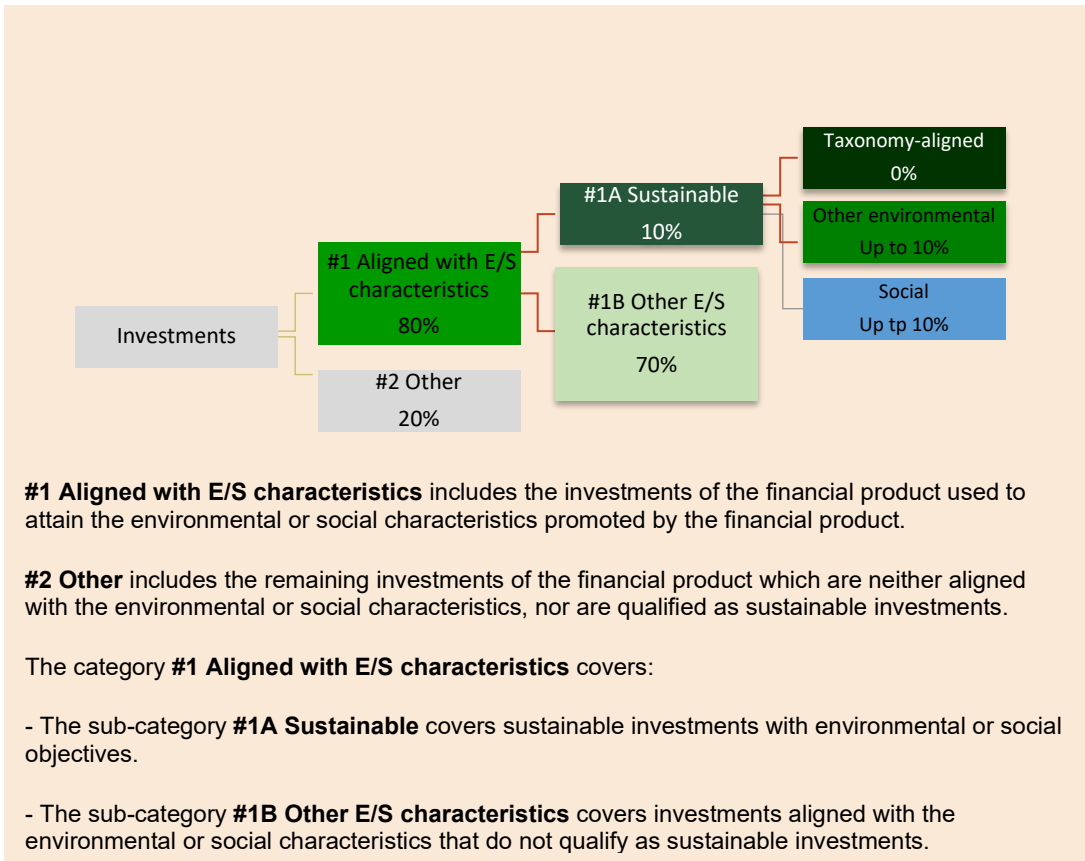 Taxonomy-aligned
0%
#1A Sustainable
10%
Other environmental
Up to 10%
#1 Aligned with E/S
characteristics
80%
Social
Up tp 10%
#1B Other E/S
characteristics
70%
Investments
#2 Other
20%
#1 Aligned with E/S characteristics includes the investments of the financial product used to
attain the environmental or social characteristics promoted by the financial product.
#2 Other includes the remaining investments of the financial product which are neither aligned
with the environmental or social characteristics, nor are qualified as sustainable investments.
The category #1 Aligned with E/S characteristics covers:
- The sub-category #1A Sustainable covers sustainable investments with environmental or social
objectives.
- The sub-category #1B Other E/S characteristics covers investments aligned with the
environmental or social characteristics that do not qualify as sustainable investments.